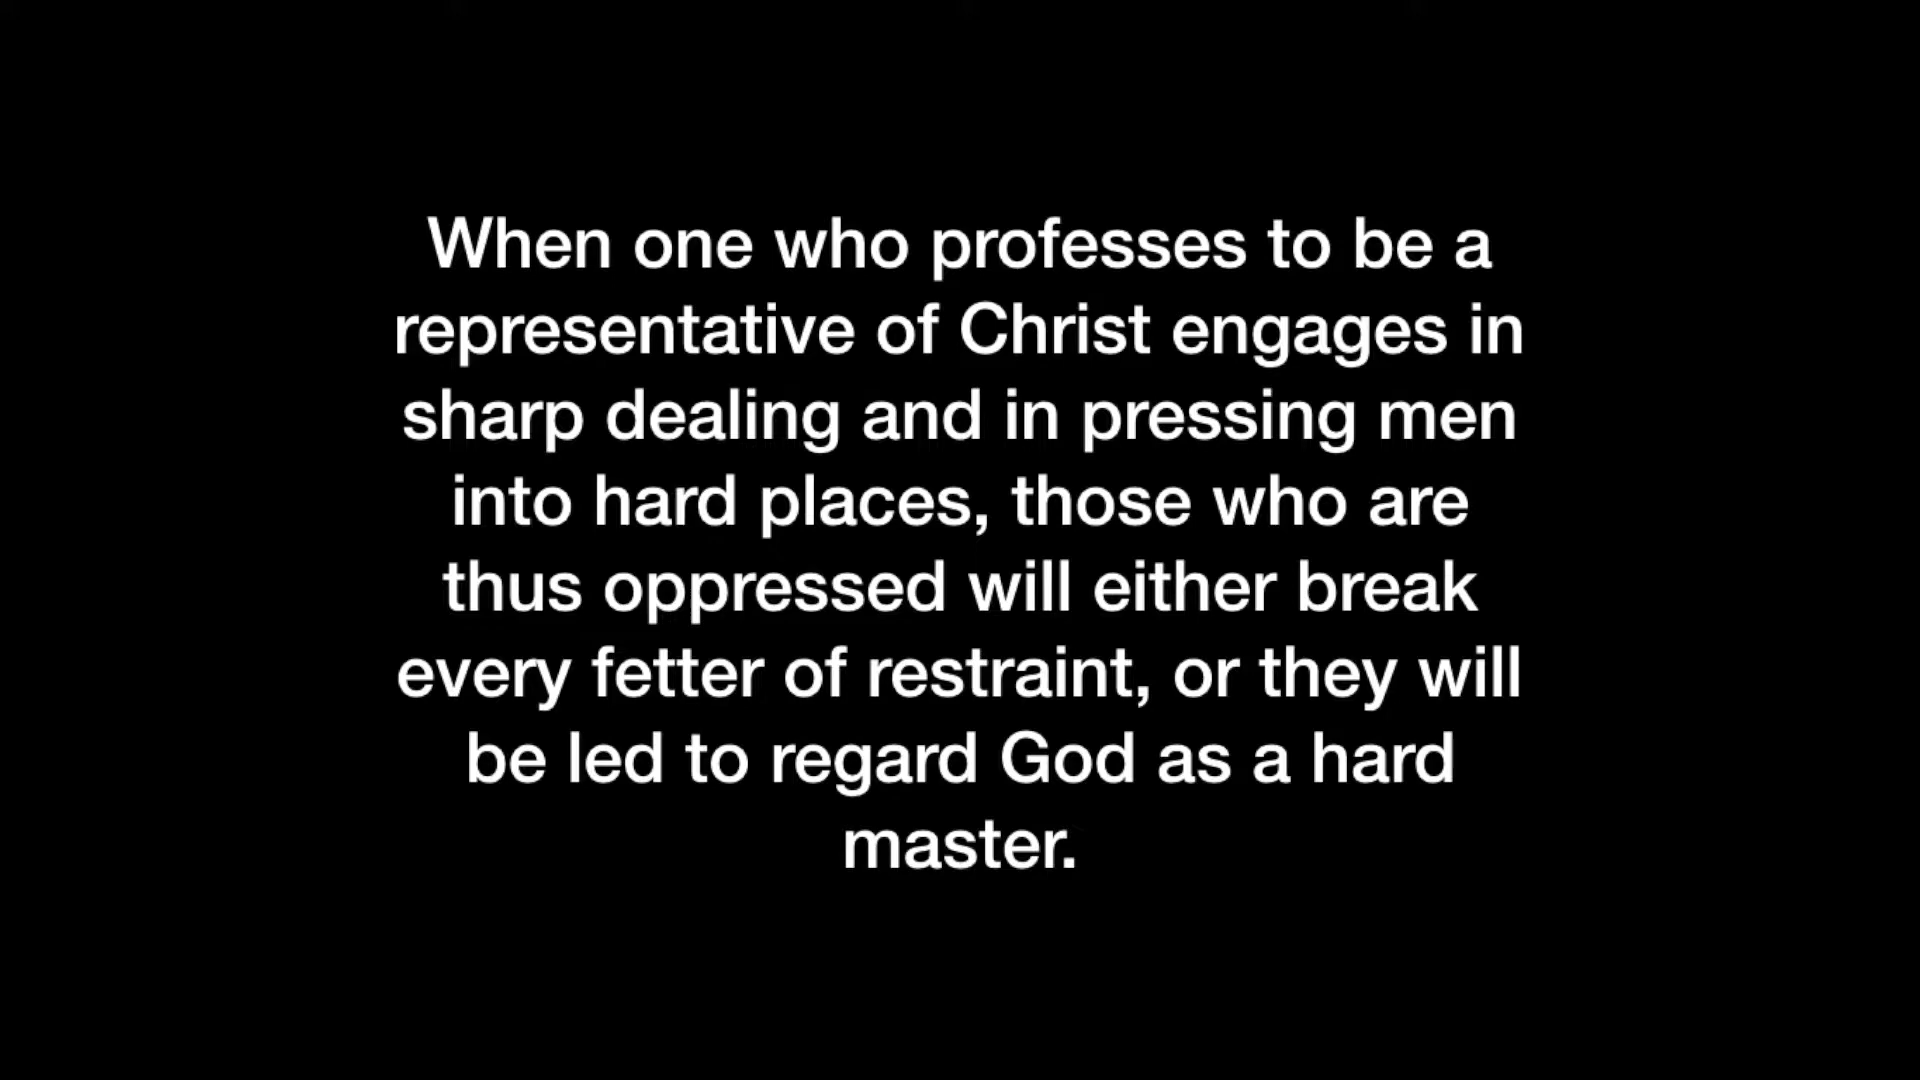 When one who professes to be a
representative of Christ engages in
sharp dealing and in pressing men
into hard places, those who are
thus oppressed will either break
every fetter of restraint, or they will
be led to regard God as a hard
master.